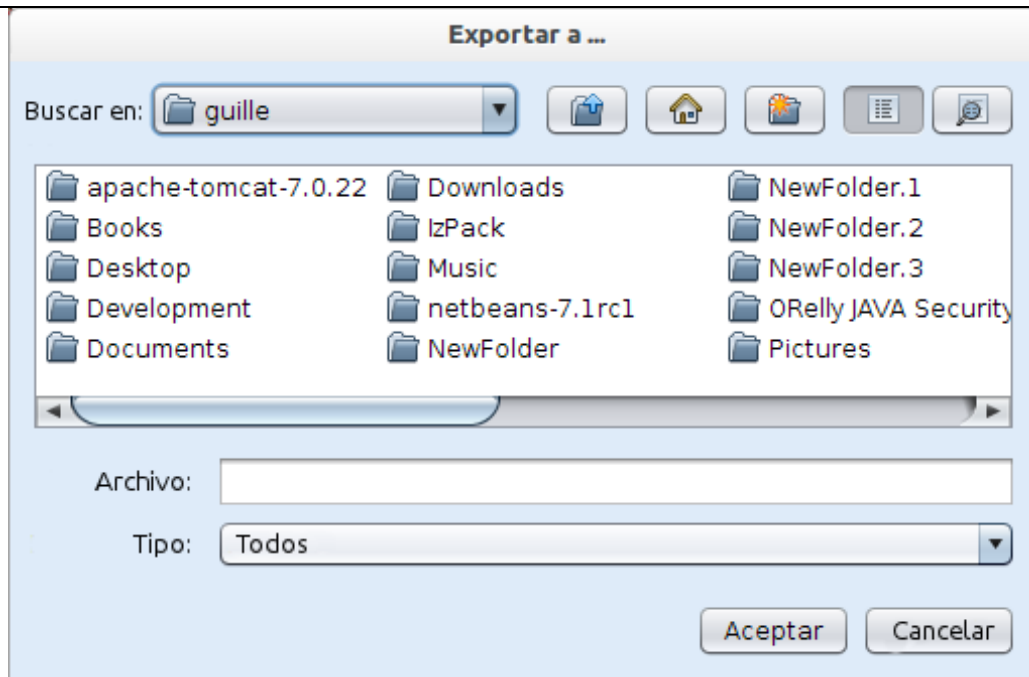 Exportar a ...
Buscar en: guille
apache-tomcat-7.0.22 Downloads NewFolder.1
Books IzPack NewFolder.2
Desktop Music NewFolder.3
Development netbeans-7.1rc1 ORelly JAVA Security
Documents NewFolder Pictures
Archivo:
Tipo: Todos
Aceptar Cancelar